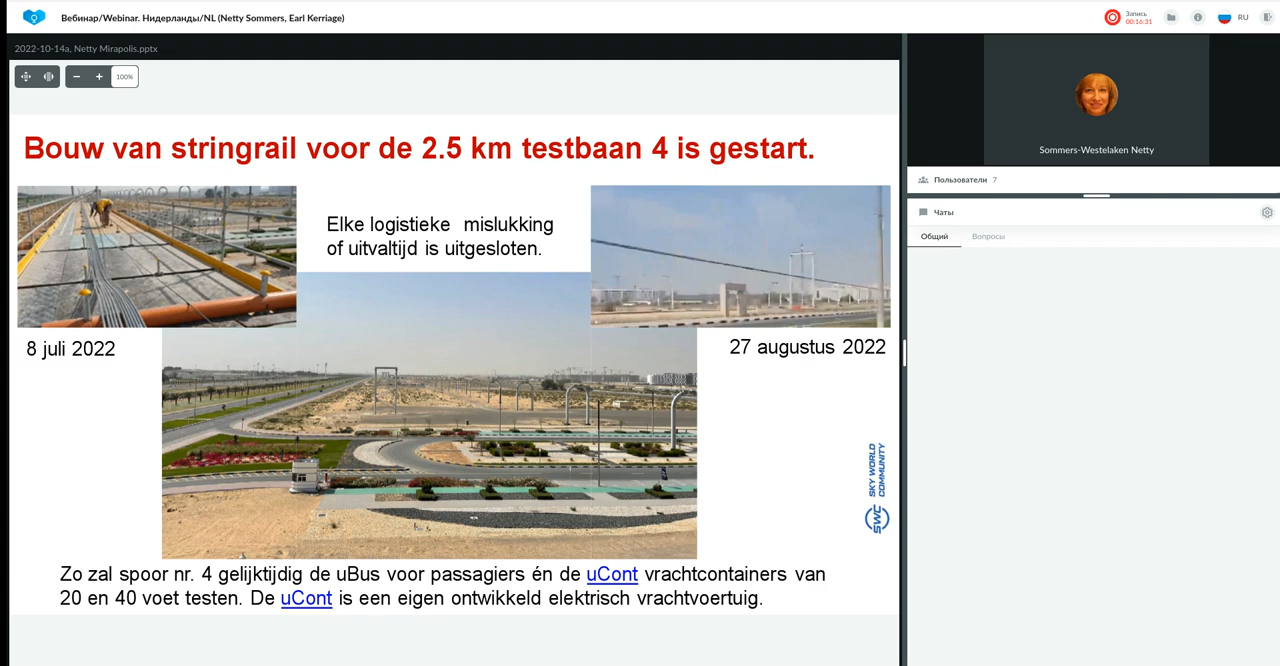 Вебинар/Webinar. Нидерланды/NL (Netty Sommers, Earl Kerriage)
Запись
00:16:31
RU
2022-10-14a, Netty Mirapolis.pptx
100%
Bouw van stringrail voor de 2.5 km testbaan 4 is gestart.
Elke logistieke mislukking
of uitvaltijd is uitgesloten.
8 juli 2022
27 augustus 2022
SWC SKY WORLD
COMMUNITY
Zo zal spoor nr. 4 gelijktijdig de uBus voor passagiers én de uCont vrachtcontainers van
20 en 40 voet testen. De uCont is een eigen ontwikkeld elektrisch vrachtvoertuig.
Sommers-Westelaken Netty
Пользователи 7
Чаты
Общий
Вопросы